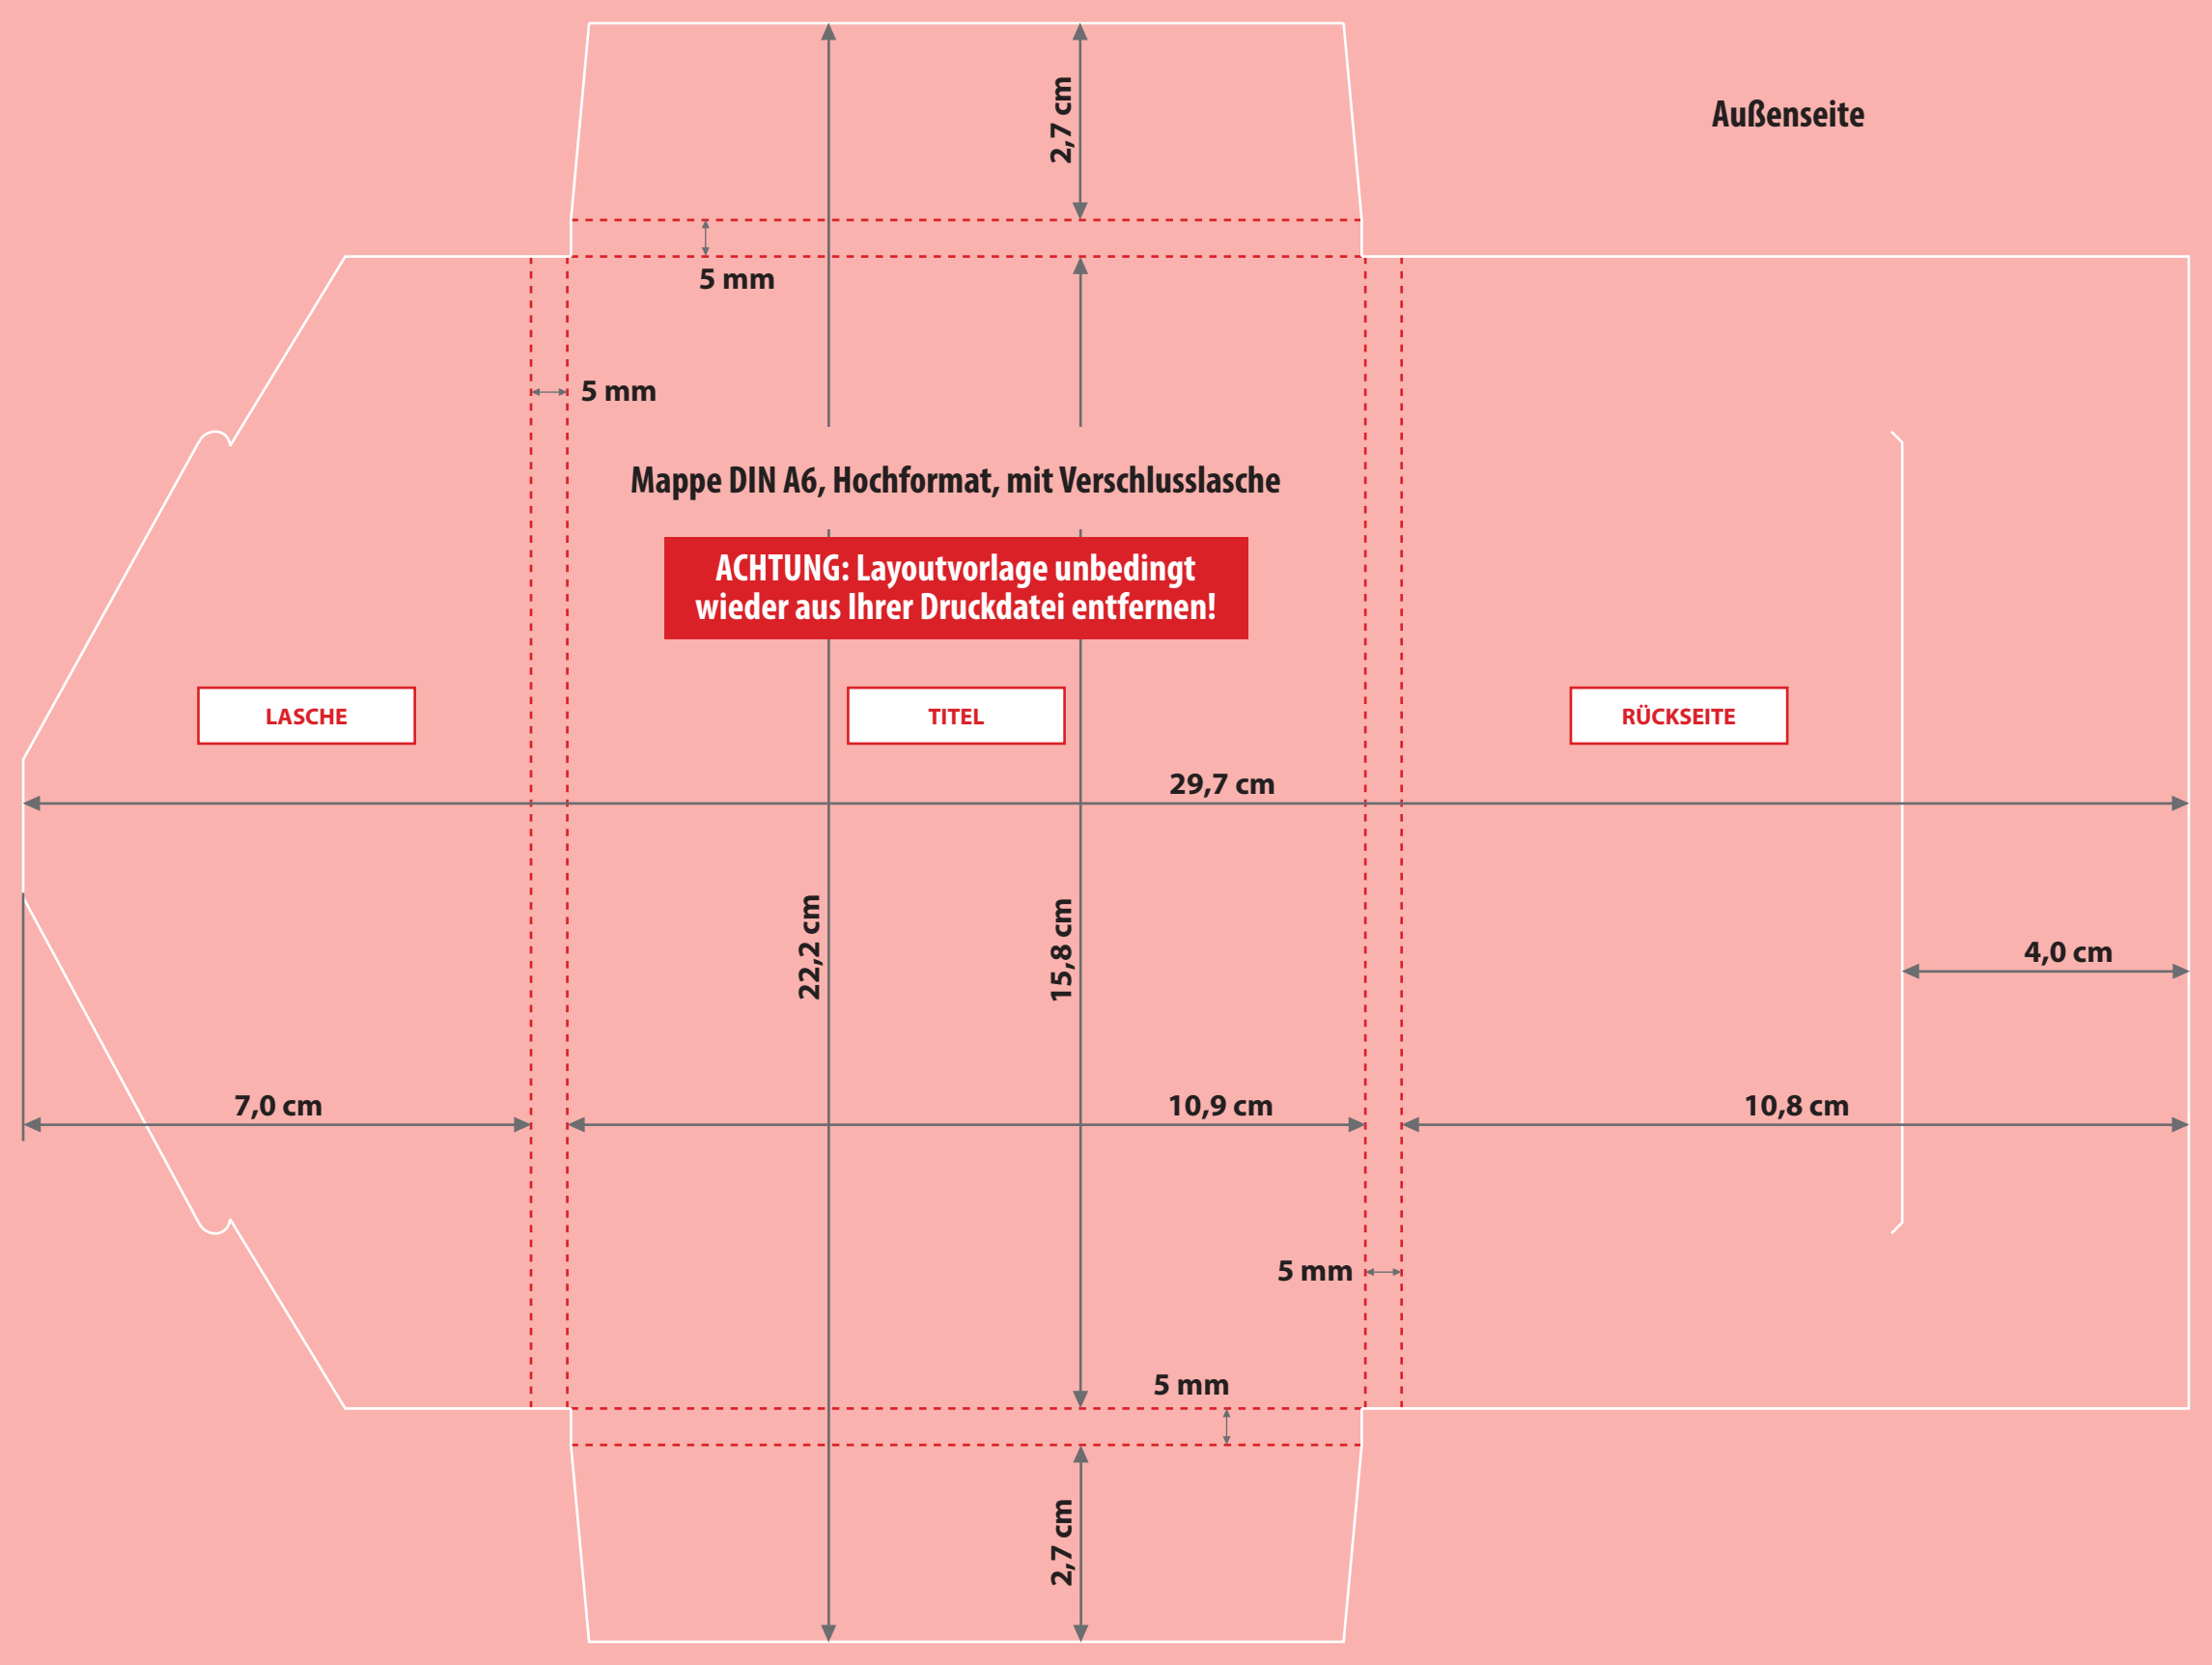 2,7 cm
Außenseite
5 mm
5 mm
Mappe DIN A6, Hochformat, mit Verschlusslasche
ACHTUNG: Layoutvorlage unbedingt
wieder aus Ihrer Druckdatei entfernen!
LASCHE
TITEL
RÜCKSEITE
29,7 cm
22,2 cm
15,8 cm
4,0 cm
7,0 cm
10,9 cm
10,8 cm
5 mm
5 mm
2,7 cm